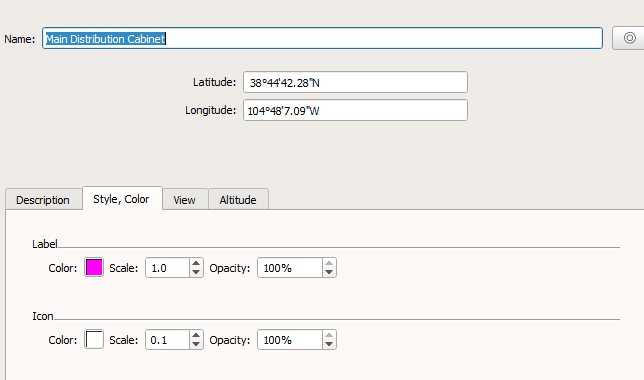 Name: Main Distribution Cabinet
Latitude: 38°44'42.28"N
Longitude: 104°48'7.09"W
Description Style, Color View Altitude
Label
Color: Scale: 1.0 Opacity: 100%
Icon
Color: Scale: 0.1 Opacity: 100%